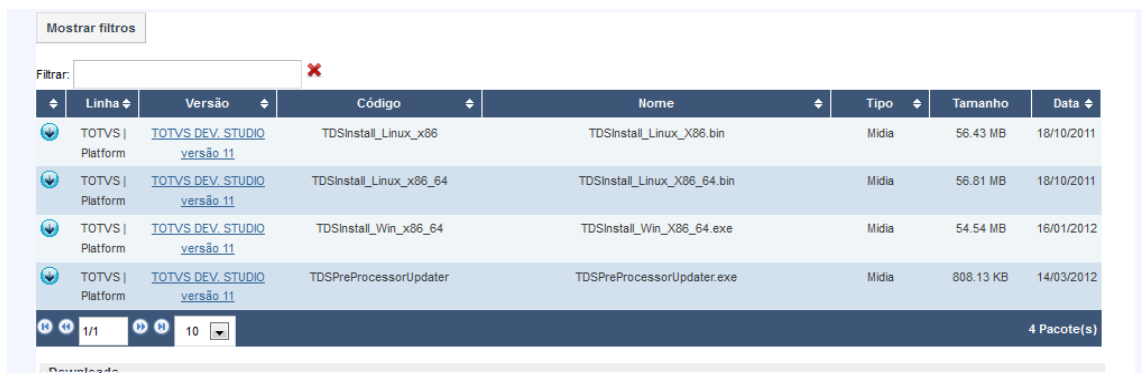 Mostrar filtros
Filtrar:
Linha Versão Código Nome Tipo Tamanho Data
TOTVS | Platform TOTVS DEV. STUDIO versão 11 TDSInstall_Linux_x86 TDSInstall_Linux_X86.bin Midia 56.43 MB 18/10/2011
TOTVS | Platform TOTVS DEV. STUDIO versão 11 TDSInstall_Linux_x86_64 TDSInstall_Linux_X86_64.bin Midia 56.81 MB 18/10/2011
TOTVS | Platform TOTVS DEV. STUDIO versão 11 TDSInstall_Win_x86_64 TDSInstall_Win_X86_64.exe Midia 54.54 MB 16/01/2012
TOTVS | Platform TOTVS DEV. STUDIO versão 11 TDSPreProcessorUpdater TDSPreProcessorUpdater.exe Midia 808.13 KB 14/03/2012
1/1 10 4 Pacote(s)